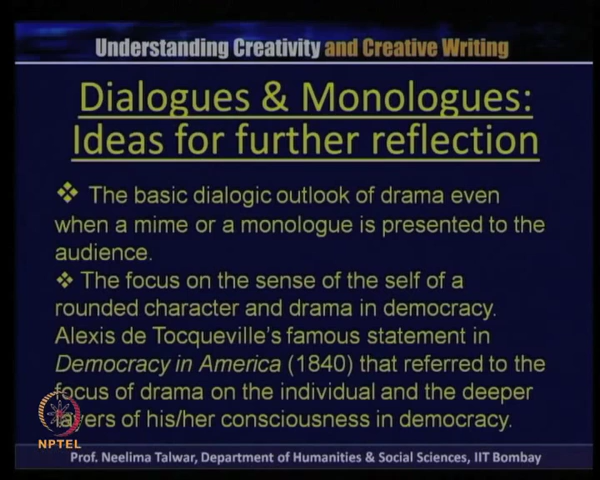 Understanding Creativity and Creative Writing
Dialogues & Monologues:
Ideas for further reflection
❖ The basic dialogic outlook of drama even
when a mime or a monologue is presented to the
audience.
❖ The focus on the sense of the self of a
rounded character and drama in democracy.
Alexis de Tocqueville's famous statement in
Democracy in America (1840) that referred to the
focus of drama on the individual and the deeper
layers of his/her consciousness in democracy.
NPTEL
Prof. Neelima Talwar, Department of Humanities & Social Sciences, IIT Bombay